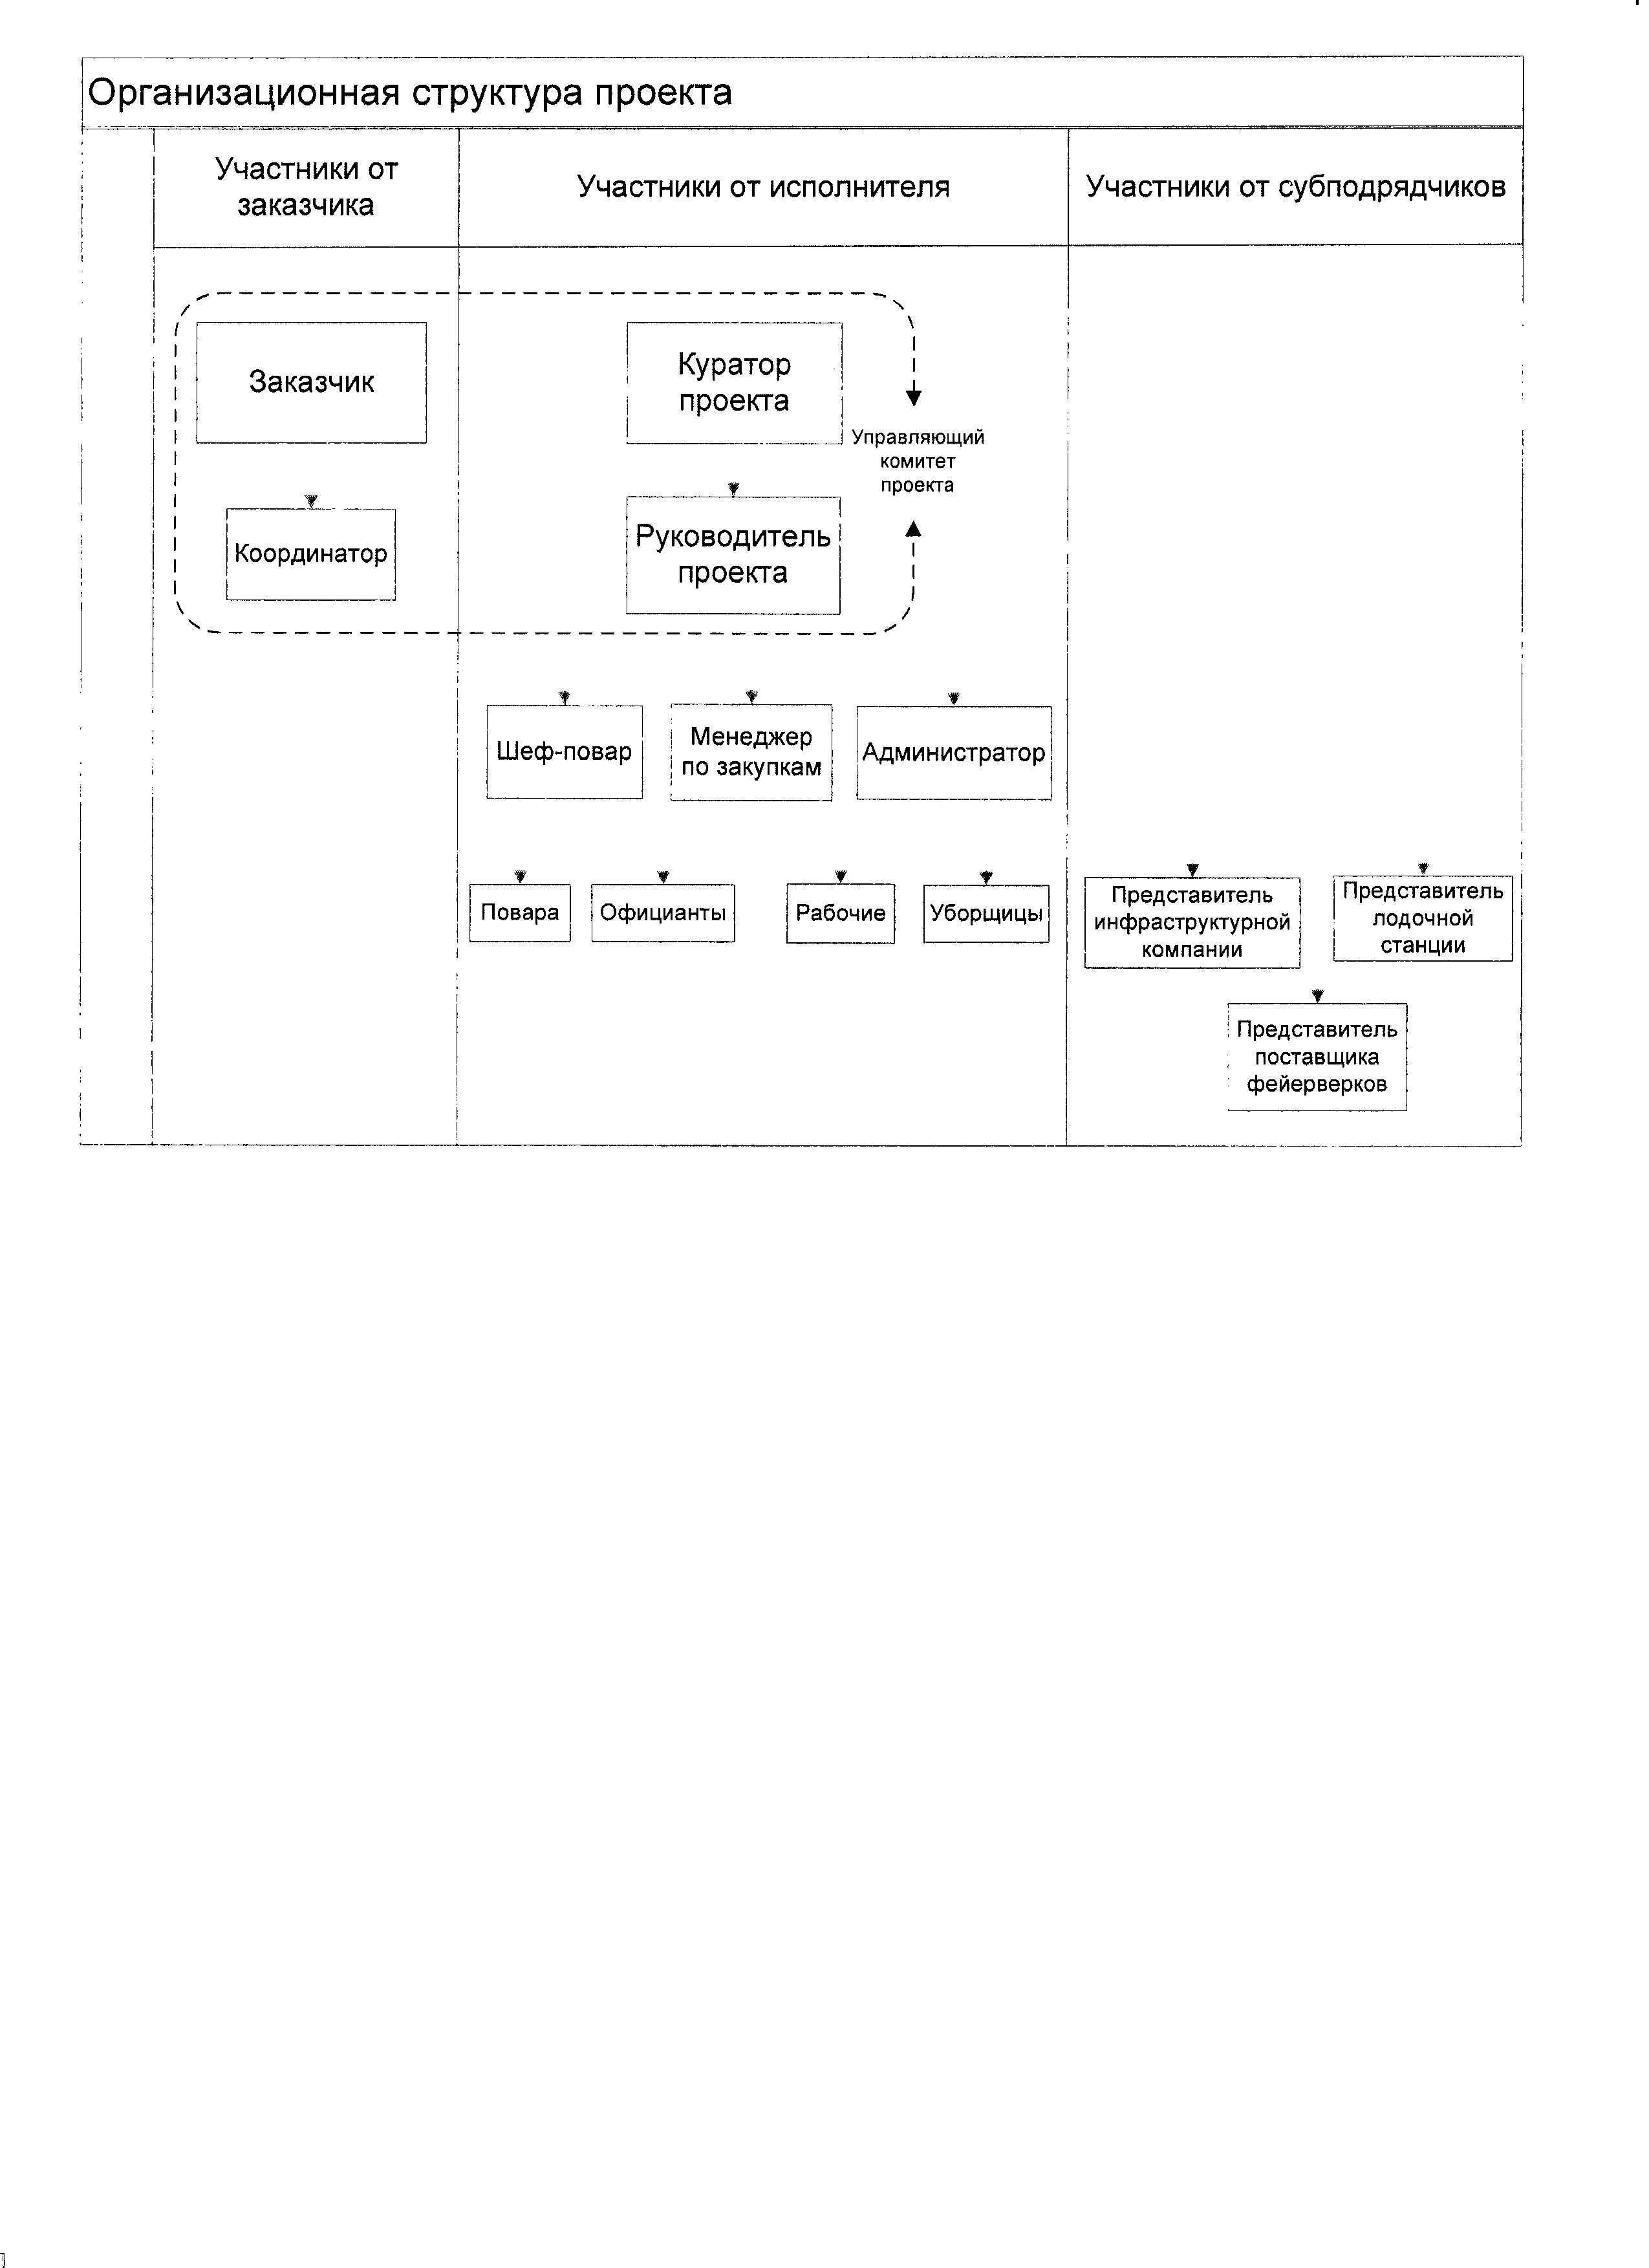 Организационная структура проекта
Участники от
заказчика
Участники от исполнителя
Участники от субподрядчиков
Заказчик
Куратор
проекта
Управляющий
комитет
проекта
Координатор
Руководитель
проекта
Шеф-повар
Менеджер
по закупкам
Администратор
Повара
Официанты
Рабочие
Уборщицы
Представитель
инфраструктурной
компании
Представитель
лодочной
станции
Представитель
поставщика
фейерверков